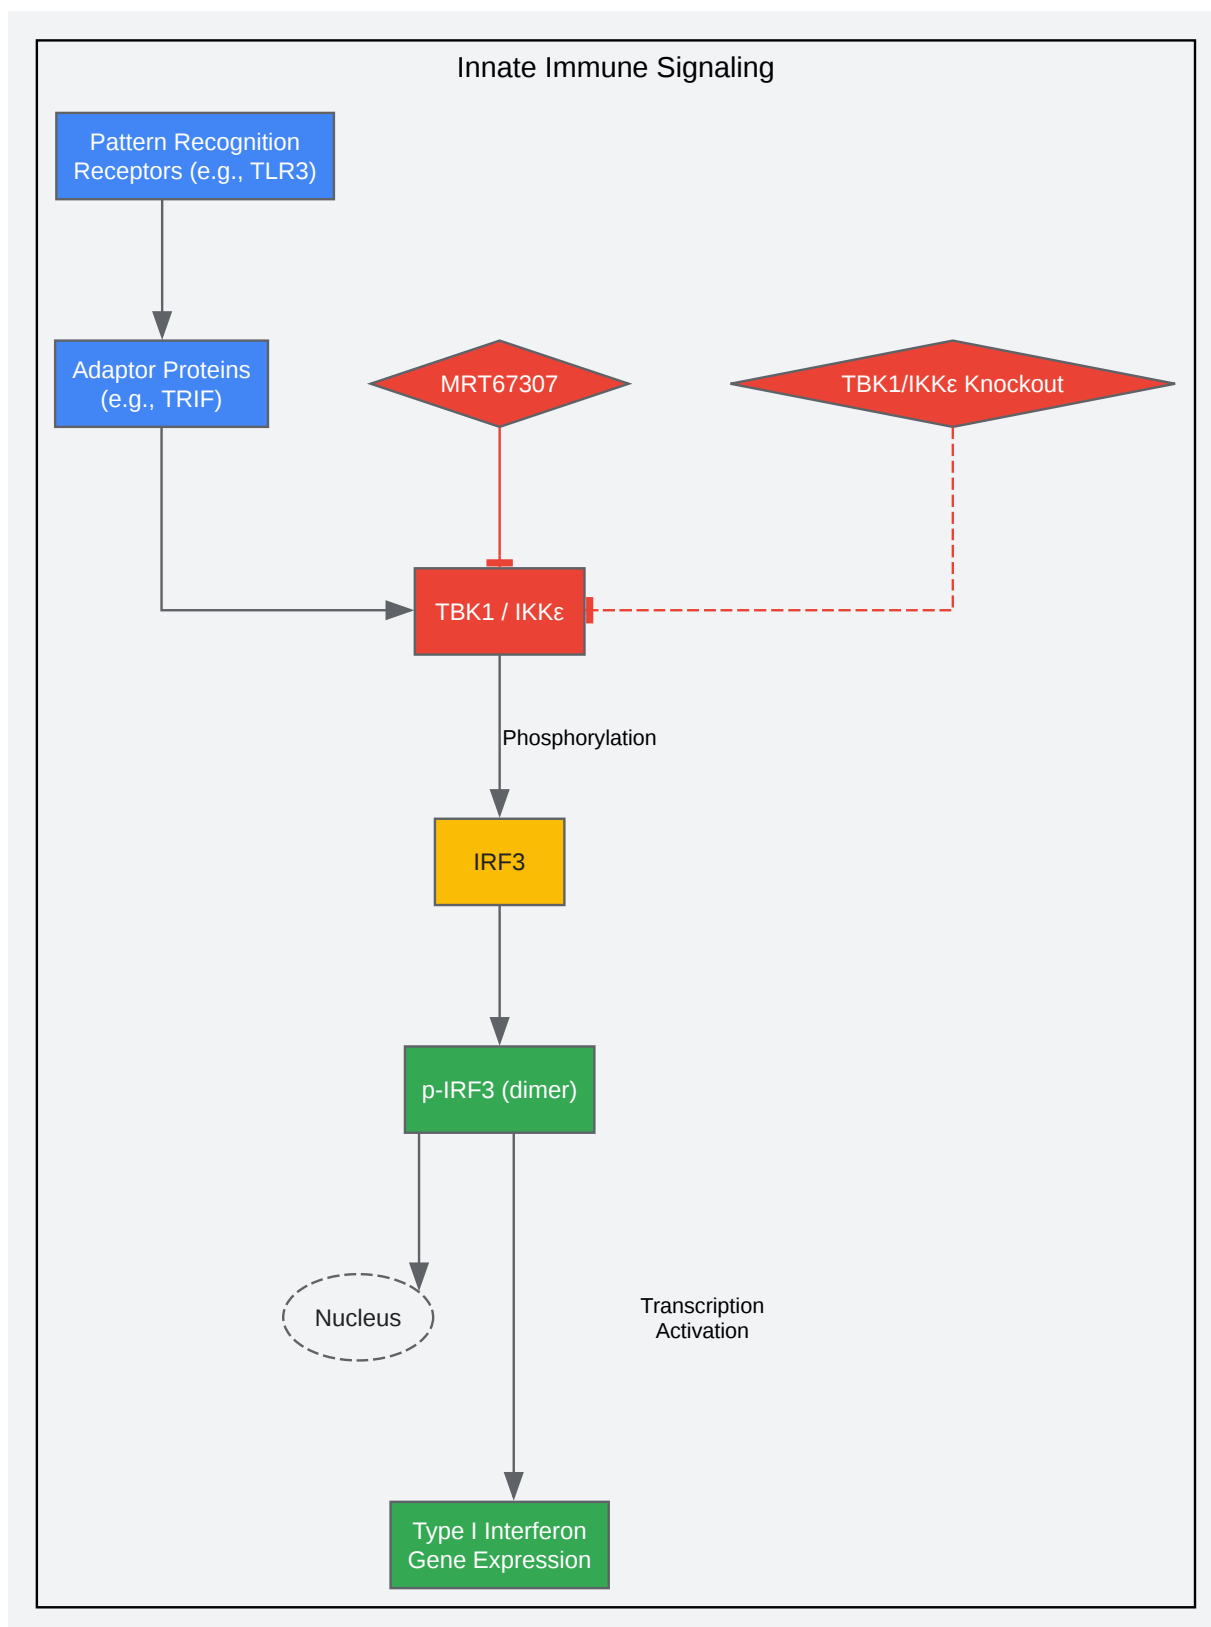 Innate Immune Signaling
Pattern Recognition
Receptors (e.g., TLR3)
Adaptor Proteins
(e.g., TRIF)
MRT67307
TBK1/IKKε Knockout
TBK1 / IKKε
Phosphorylation
IRF3
p-IRF3 (dimer)
Nucleus
Transcription
Activation
Type I Interferon
Gene Expression